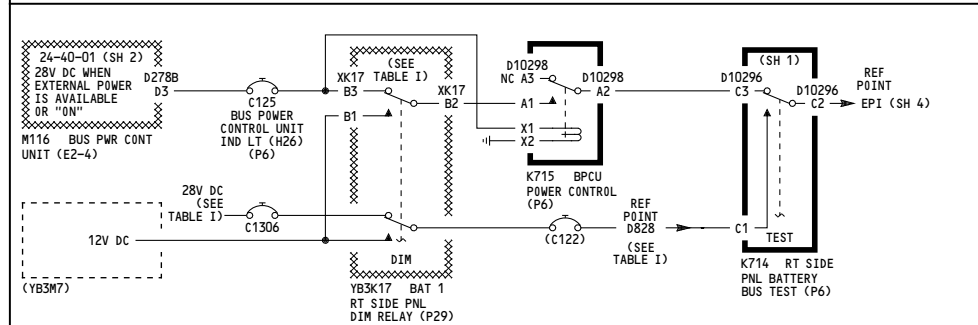 24-40-01 (SH 2)
28V DC WHEN
EXTERNAL POWER
IS AVAILABLE
OR "ON"
D278B
D3
M116 BUS PWR CONT
UNIT (E2-4)
C125
BUS POWER
CONTROL UNIT
IND LT (H26)
(P6)
(SEE
TABLE I)
XK17
B3
XK17
B2
B1
28V DC
(SEE
TABLE I)
C1306
12V DC
(YB3M7)
DIM
YB3K17 BAT 1
RT SIDE PNL
DIM RELAY (P29)
D10298
NC A3
D10298
A2
A1
X1
X2
K715 BPCU
POWER CONTROL
(P6)
(C122)
REF
POINT
D828
(SEE
TABLE I)
(SH 1)
D10296
C3
D10296
C2
REF
POINT
EPI (SH 4)
C1
TEST
K714 RT SIDE
PNL BATTERY
BUS TEST (P6)